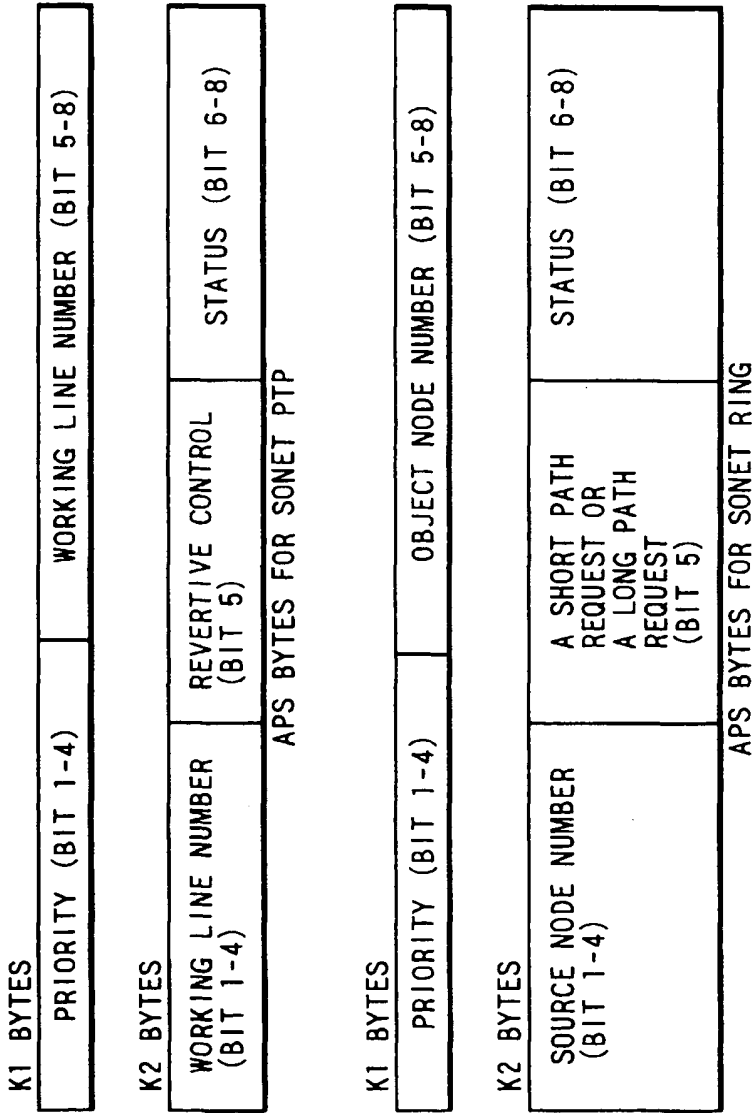 K1 BYTES
PRIORITY (BIT 1-4)
WORKING LINE NUMBER (BIT 5-8)
K2 BYTES
WORKING LINE NUMBER
(BIT 1-4)
REVERTIVE CONTROL
(BIT 5)
STATUS (BIT 6-8)
APS BYTES FOR SONET PTP
K1 BYTES
PRIORITY (BIT 1-4)
OBJECT NODE NUMBER (BIT 5-8)
K2 BYTES
SOURCE NODE NUMBER
(BIT 1-4)
A SHORT PATH
REQUEST OR
A LONG PATH
REQUEST
(BIT 5)
STATUS (BIT 6-8)
APS BYTES FOR SONET RING